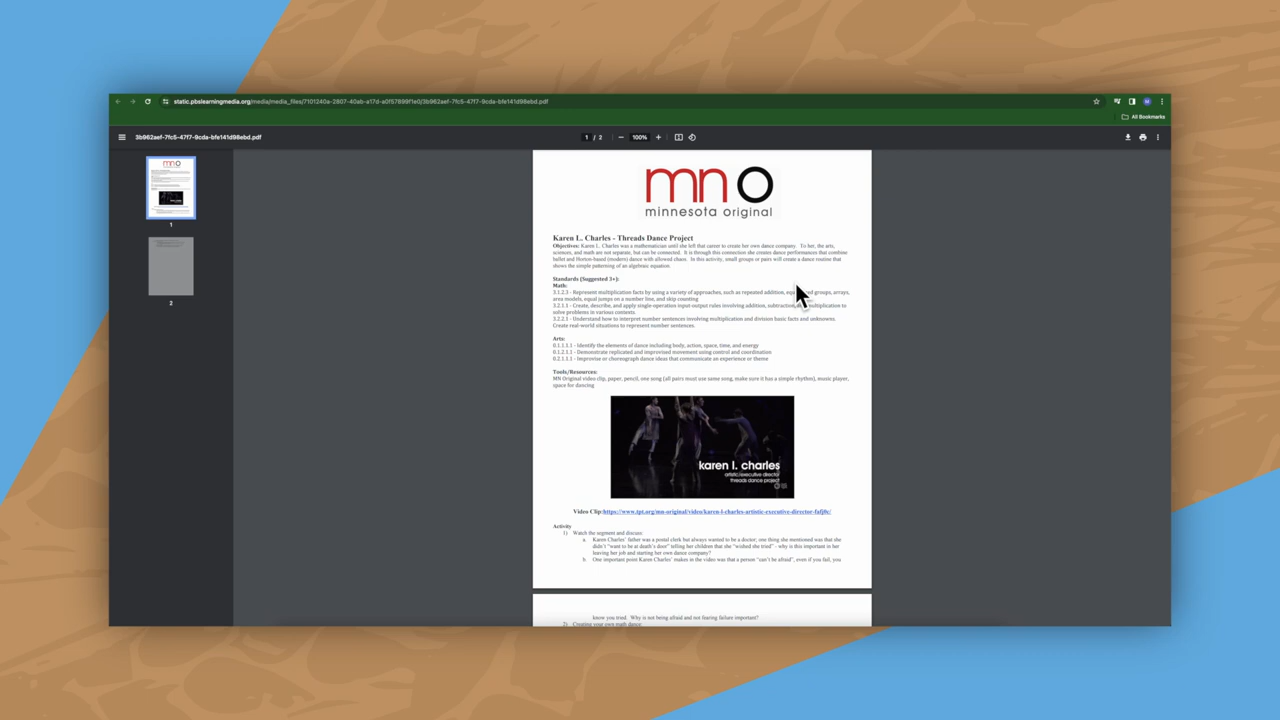 static.pbslearningmedia.org/media/media_files/7101240a-2807-40ab-a17d-a0f57899f1e0/3b962aef-7fc5-47f7-9cda-bfe141d98ebd.pdf
All Bookmarks
3b962aef-7fc5-47f7-9cda-bfe141d98ebd.pdf
1 / 2
100%
1
2
mn o
minnesota original
Karen L. Charles - Threads Dance Project
Objectives: Karen L. Charles was a mathematician until she left that career to create her own dance company. To her, the arts,
sciences, and math are not separate, but can be connected. It is through this connection she creates dance performances that combine
ballet and Horton-based (modern) dance with allowed chaos. In this activity, small groups or pairs will create a dance routine that
shows the simple patterning of an algebraic equation.
Standards (Suggested 3+):
Math:
3.1.2.3 - Represent multiplication facts by using a variety of approaches, such as repeated addition, groups, arrays,
area models, equal jumps on a number line, and skip counting
3.2.1.1 - Create, describe, and apply single-operation input-output rules involving addition, subtraction, multiplication to
solve problems in various contexts
3.2.2.1 - Understand how to interpret number sentences involving multiplication and division basic facts and unknowns.
Create real-world situations to represent number sentences.
Arts:
0.1.1.1.1 - Identify the elements of dance including body, action, space, time, and energy
0.1.2.1.1 - Demonstrate replicated and improvised movement using control and coordination
0.2.1.1.1 - Improvise or choreograph dance ideas that communicate an experience or theme
Tools/Resources:
MN Original video clip, paper, pencil, one song (all pairs must use same song, make sure it has a simple rhythm), music player,
space for dancing
karen l. charles
artistic/executive director
threads dance project
Video Clip:https://www.tpt.org/mn-original/video/karen-l-charles-artistic-executive-director-fafj8c/
Activity
1) Watch the segment and discuss:
a. Karen Charles' father was a postal clerk but always wanted to be a doctor; one thing she mentioned was that she
didn't "want to be at death's door" telling her children that she "wished she tried" - why is this important in her
leaving her job and starting her own dance company?
b. One important point Karen Charles' makes in the video was that a person "can't be afraid", even if you fail, you
know you tried. Why is not being afraid and not fearing failure important?
2) Creating your own math dance